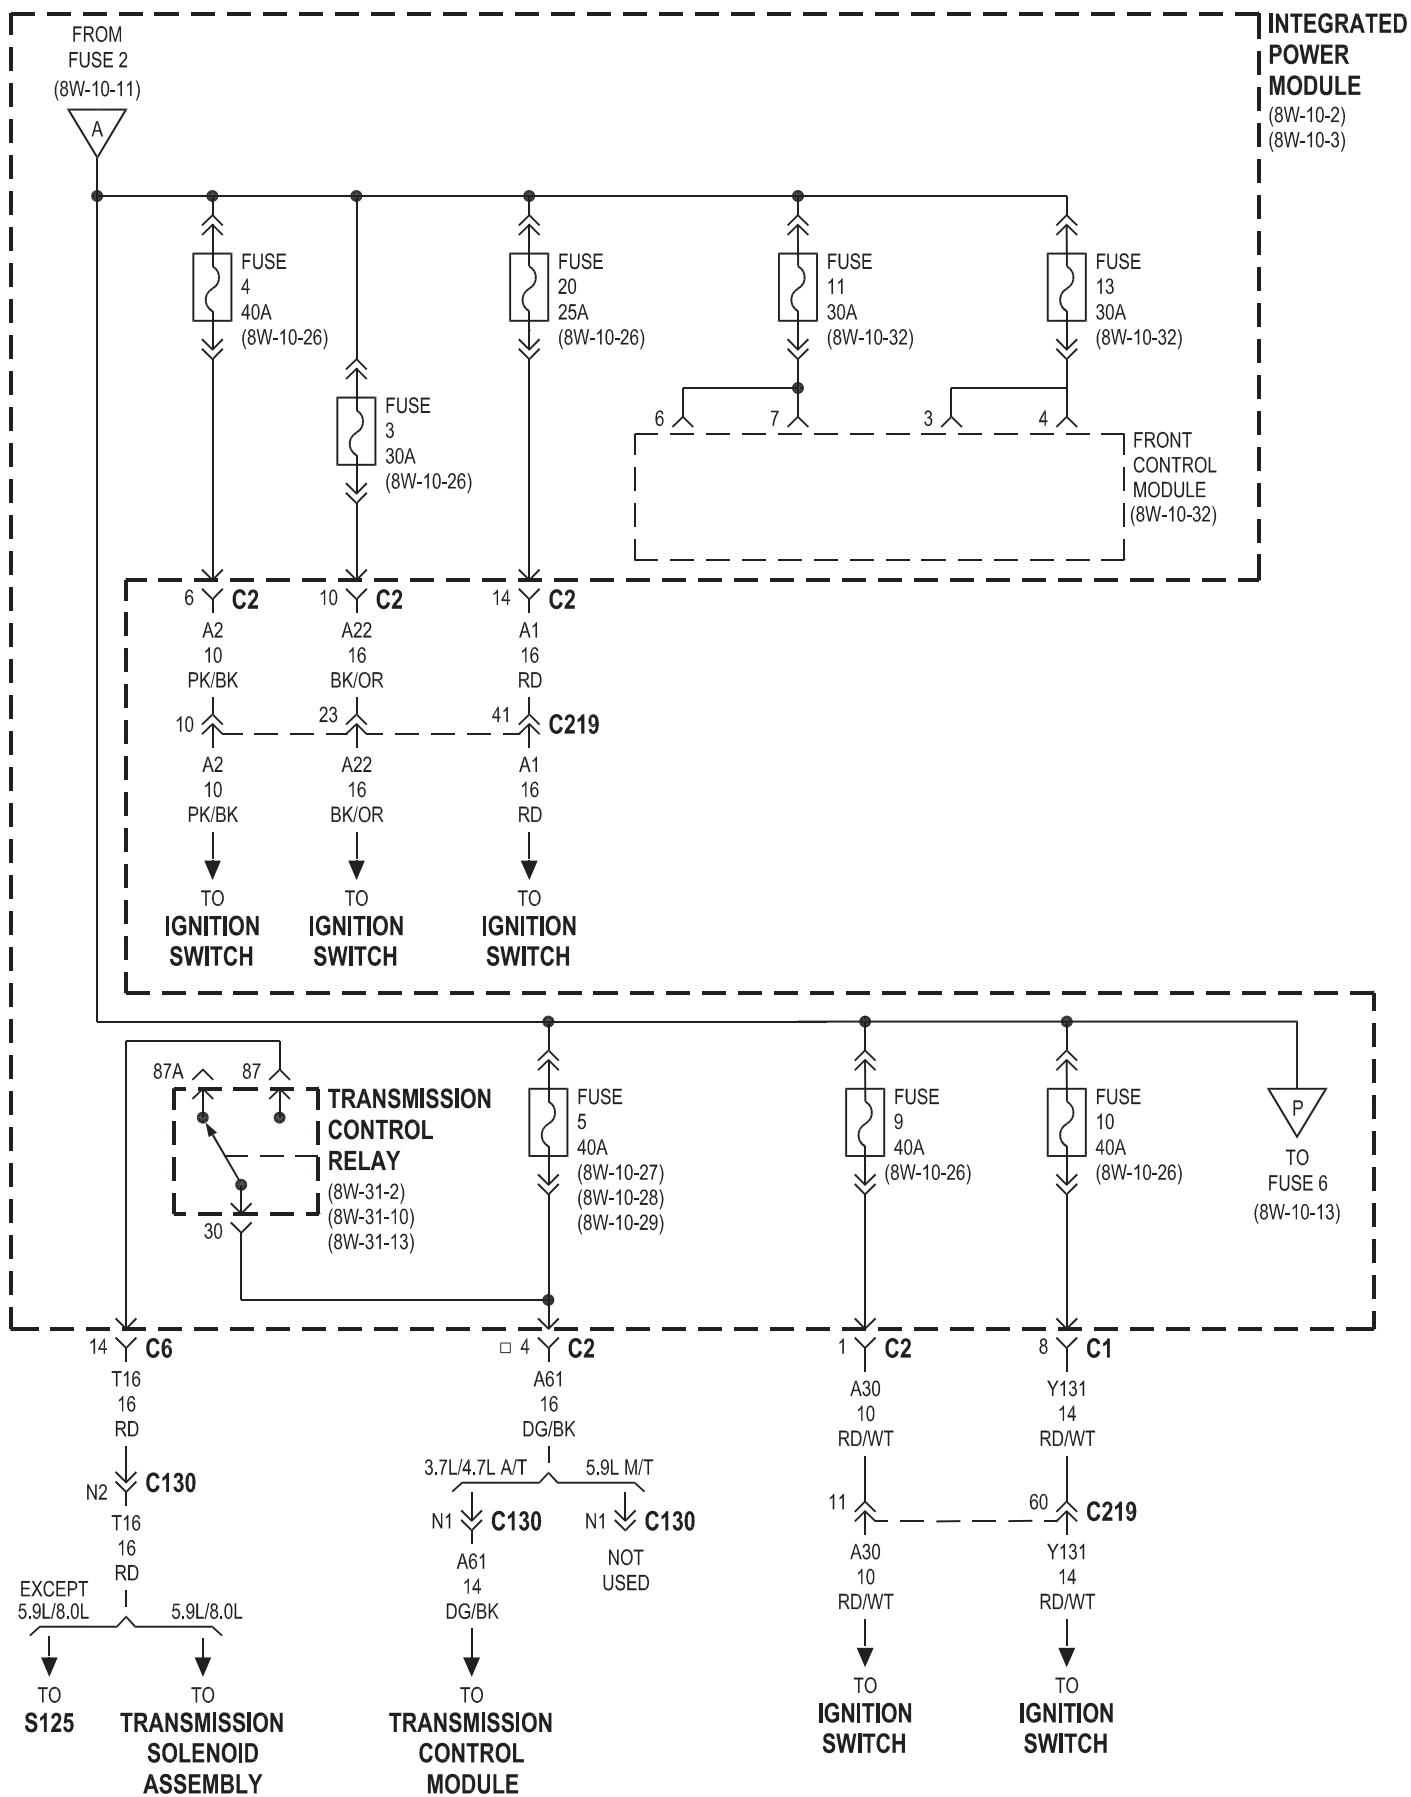 FROM
FUSE 2
(8W-10-11)
A
INTEGRATED
POWER
MODULE
(8W-10-2)
(8W-10-3)
FUSE
4
40A
(8W-10-26)
FUSE
3
30A
(8W-10-26)
FUSE
20
25A
(8W-10-26)
FUSE
11
30A
(8W-10-32)
FUSE
13
30A
(8W-10-32)
6
7
3
4
FRONT
CONTROL
MODULE
(8W-10-32)
6 C2
10 C2
14 C2
A2
10
PK/BK
A22
16
BK/OR
A1
16
RD
10
23
41 C219
A2
10
PK/BK
A22
16
BK/OR
A1
16
RD
TO
IGNITION
SWITCH
TO
IGNITION
SWITCH
TO
IGNITION
SWITCH
87A
87
TRANSMISSION
CONTROL
RELAY
(8W-31-2)
(8W-31-10)
(8W-31-13)
30
FUSE
5
40A
(8W-10-27)
(8W-10-28)
(8W-10-29)
FUSE
9
40A
(8W-10-26)
FUSE
10
40A
(8W-10-26)
P
TO
FUSE 6
(8W-10-13)
14 C6
4 C2
1 C2
8 C1
T16
16
RD
A61
16
DG/BK
A30
10
RD/WT
Y131
14
RD/WT
N2 C130
3.7L/4.7L A/T
5.9L M/T
N1 C130
N1 C130
11
60 C219
T16
16
RD
A61
14
DG/BK
NOT
USED
A30
10
RD/WT
Y131
14
RD/WT
EXCEPT
5.9L/8.0L
5.9L/8.0L
TO
S125
TO
TRANSMISSION
SOLENOID
ASSEMBLY
TO
TRANSMISSION
CONTROL
MODULE
TO
IGNITION
SWITCH
TO
IGNITION
SWITCH